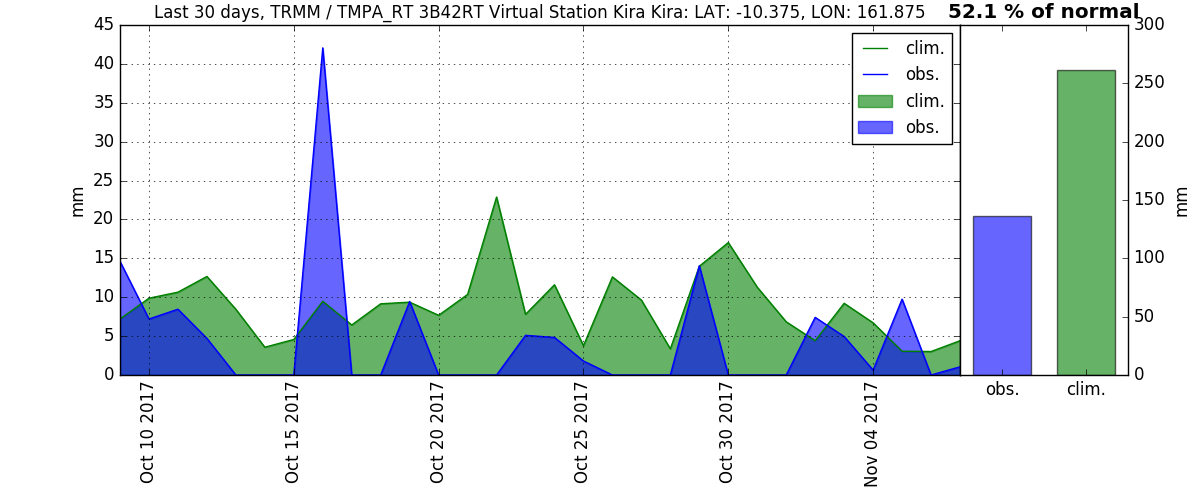 Last 30 days, TRMM / TMPA_RT 3B42RT Virtual Station Kira Kira: LAT: -10.375, LON: 161.875
52.1 % of normal
45
40
35
30
25
20
15
10
5
0
mm
clim.
obs.
clim.
obs.
Oct 10 2017
Oct 15 2017
Oct 20 2017
Oct 25 2017
Oct 30 2017
Nov 04 2017
300
250
200
150
100
50
0
mm
obs.
clim.